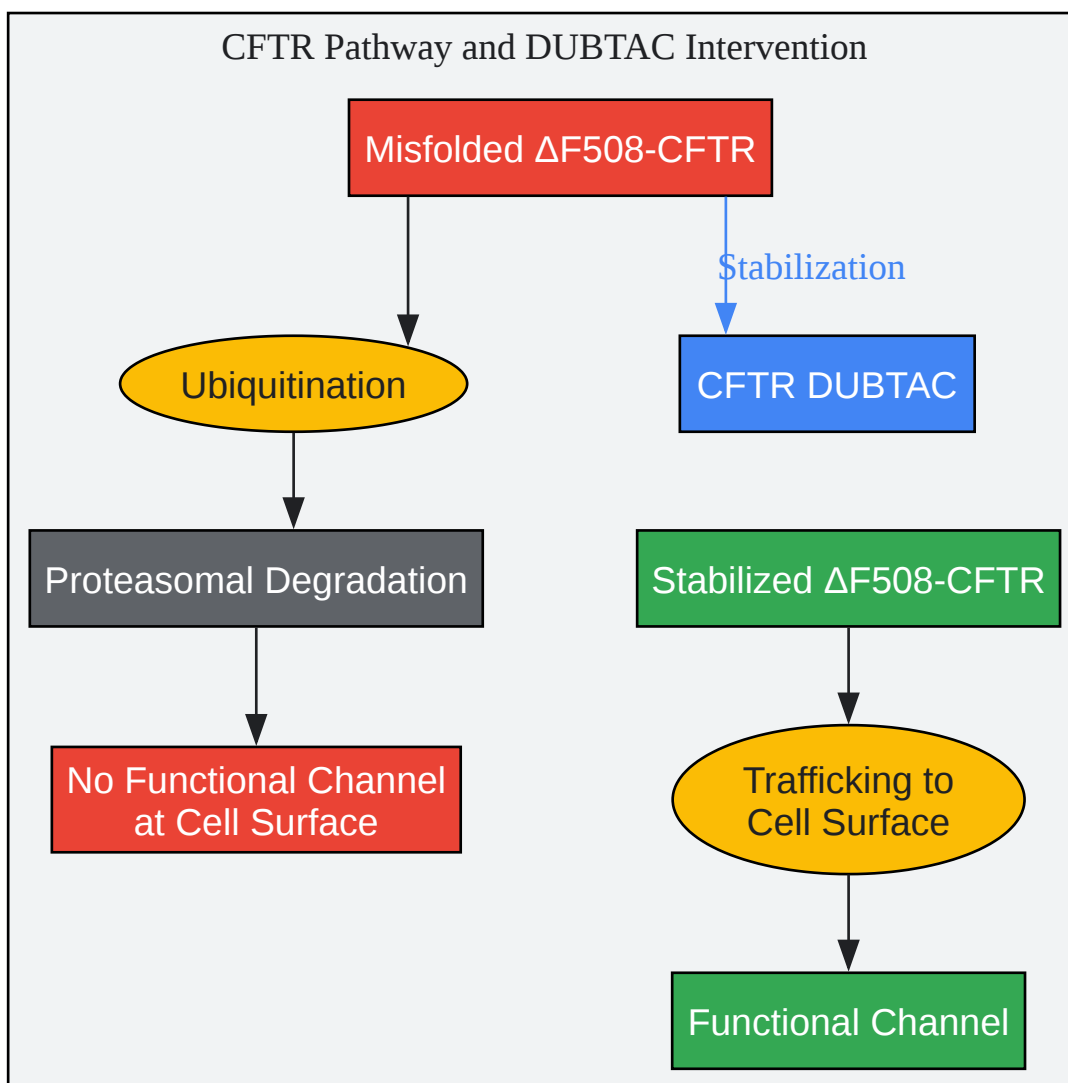 CFTR Pathway and DUBTAC Intervention
Misfolded ΔF508-CFTR
Stabilization
Ubiquitination
CFTR DUBTAC
Proteasomal Degradation
Stabilized ΔF508-CFTR
No Functional Channel
at Cell Surface
Trafficking to
Cell Surface
Functional Channel